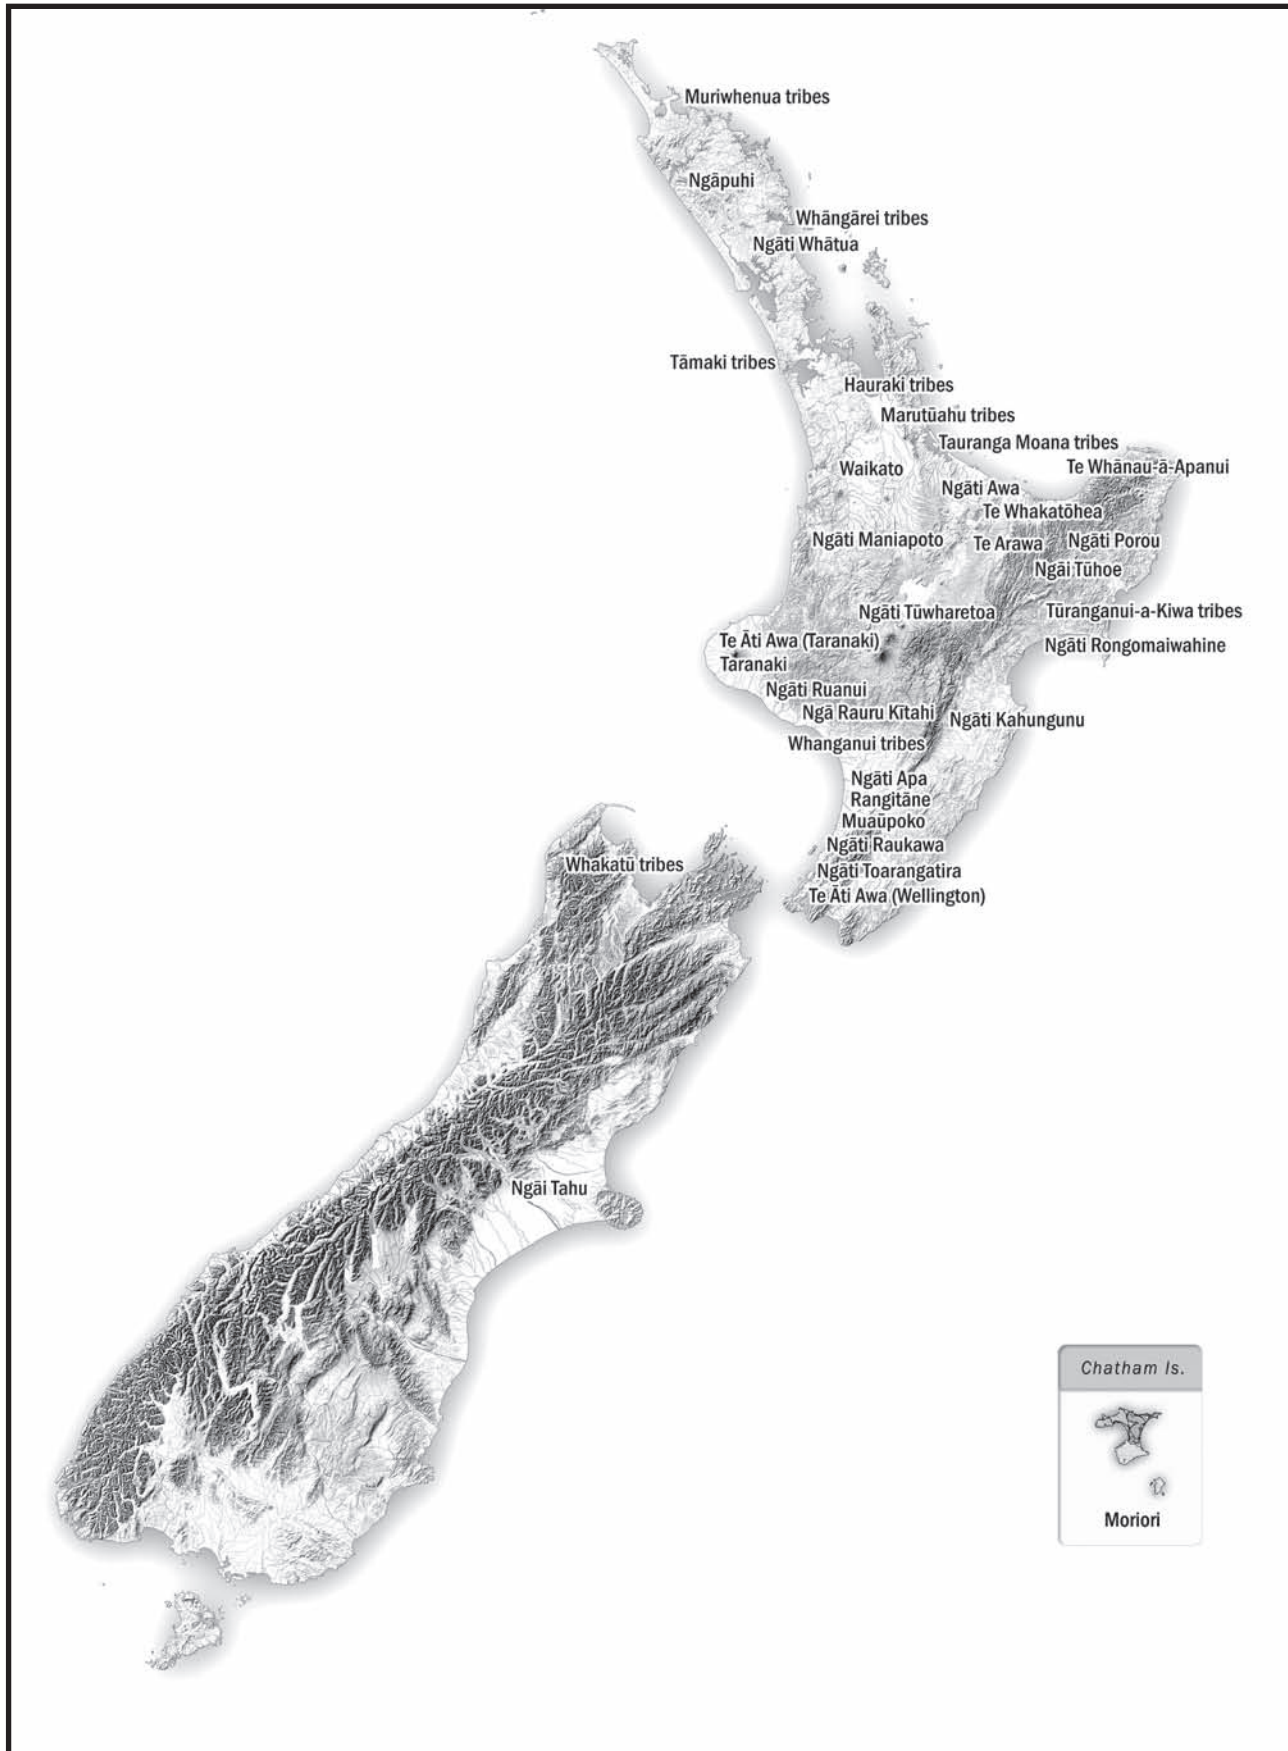 Muriwhenua tribes
Ngāpuhi
Whāngārei tribes
Ngāti Whātua
Tāmaki tribes
Hauraki tribes
Marutūahu tribes
Tauranga Moana tribes
Te Whānau-ā-Apanui
Waikato
Ngāti Awa
Te Whakatōhea
Ngāti Maniapoto
Te Arawa
Ngāti Porou
Ngāi Tūhoe
Ngāti Tūwharetoa
Tūranganui-a-Kiwa tribes
Te Āti Awa (Taranaki)
Ngāti Rongomaiwahine
Taranaki
Ngāti Ruanui
Ngā Rauru Kītahi
Ngāti Kahungunu
Whanganui tribes
Ngāti Apa
Rangitāne
Muaūpoko
Ngāti Raukawa
Whakatū tribes
Ngāti Toarangatira
Te Āti Awa (Wellington)
Ngāi Tahu
Chatham Is.
Moriori